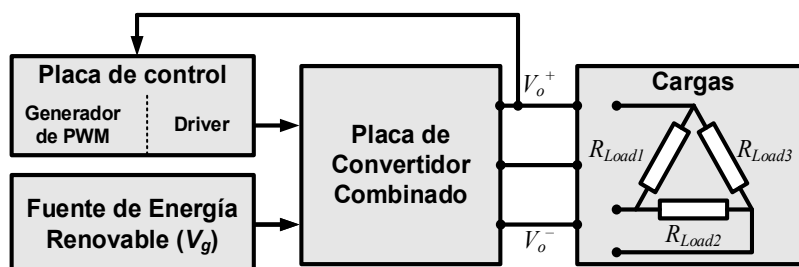 Placa de control
Generador
de PWM
Driver
Fuente de Energía
Renovable (Vg)
Placa de
Convertidor
Combinado
Vo+
Vo−
Cargas
RLoad1
RLoad3
RLoad2